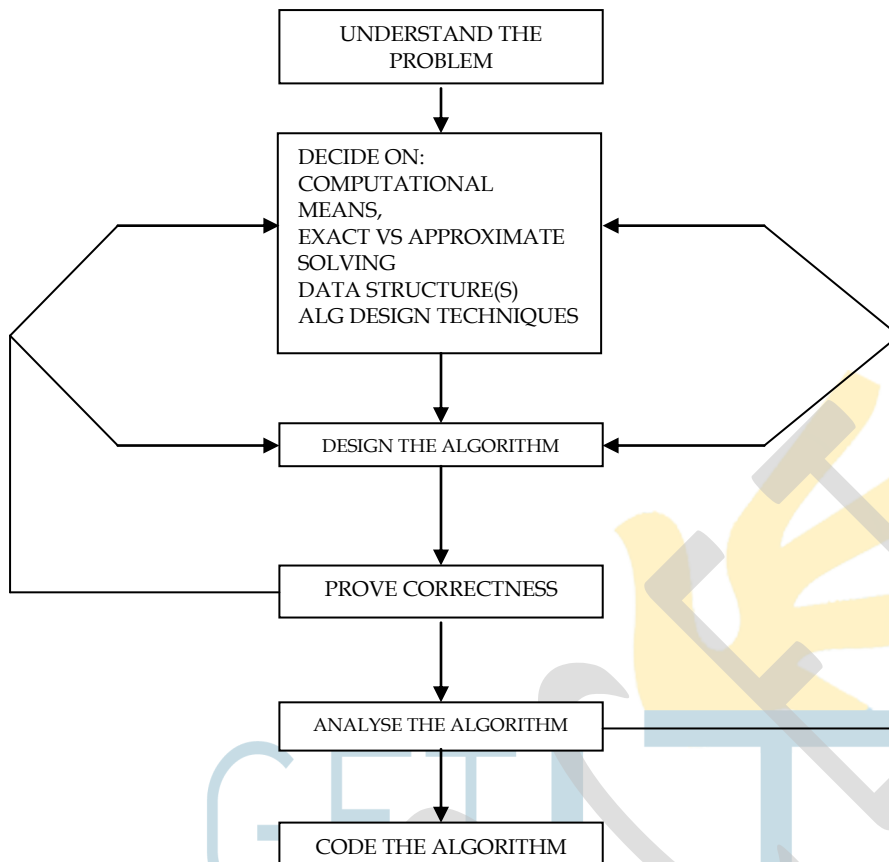 UNDERSTAND THE
PROBLEM
DECIDE ON:
COMPUTATIONAL
MEANS,
EXACT VS APPROXIMATE
SOLVING
DATA STRUCTURE(S)
ALG DESIGN TECHNIQUES
DESIGN THE ALGORITHM
PROVE CORRECTNESS
ANALYSE THE ALGORITHM
CODE THE ALGORITHM